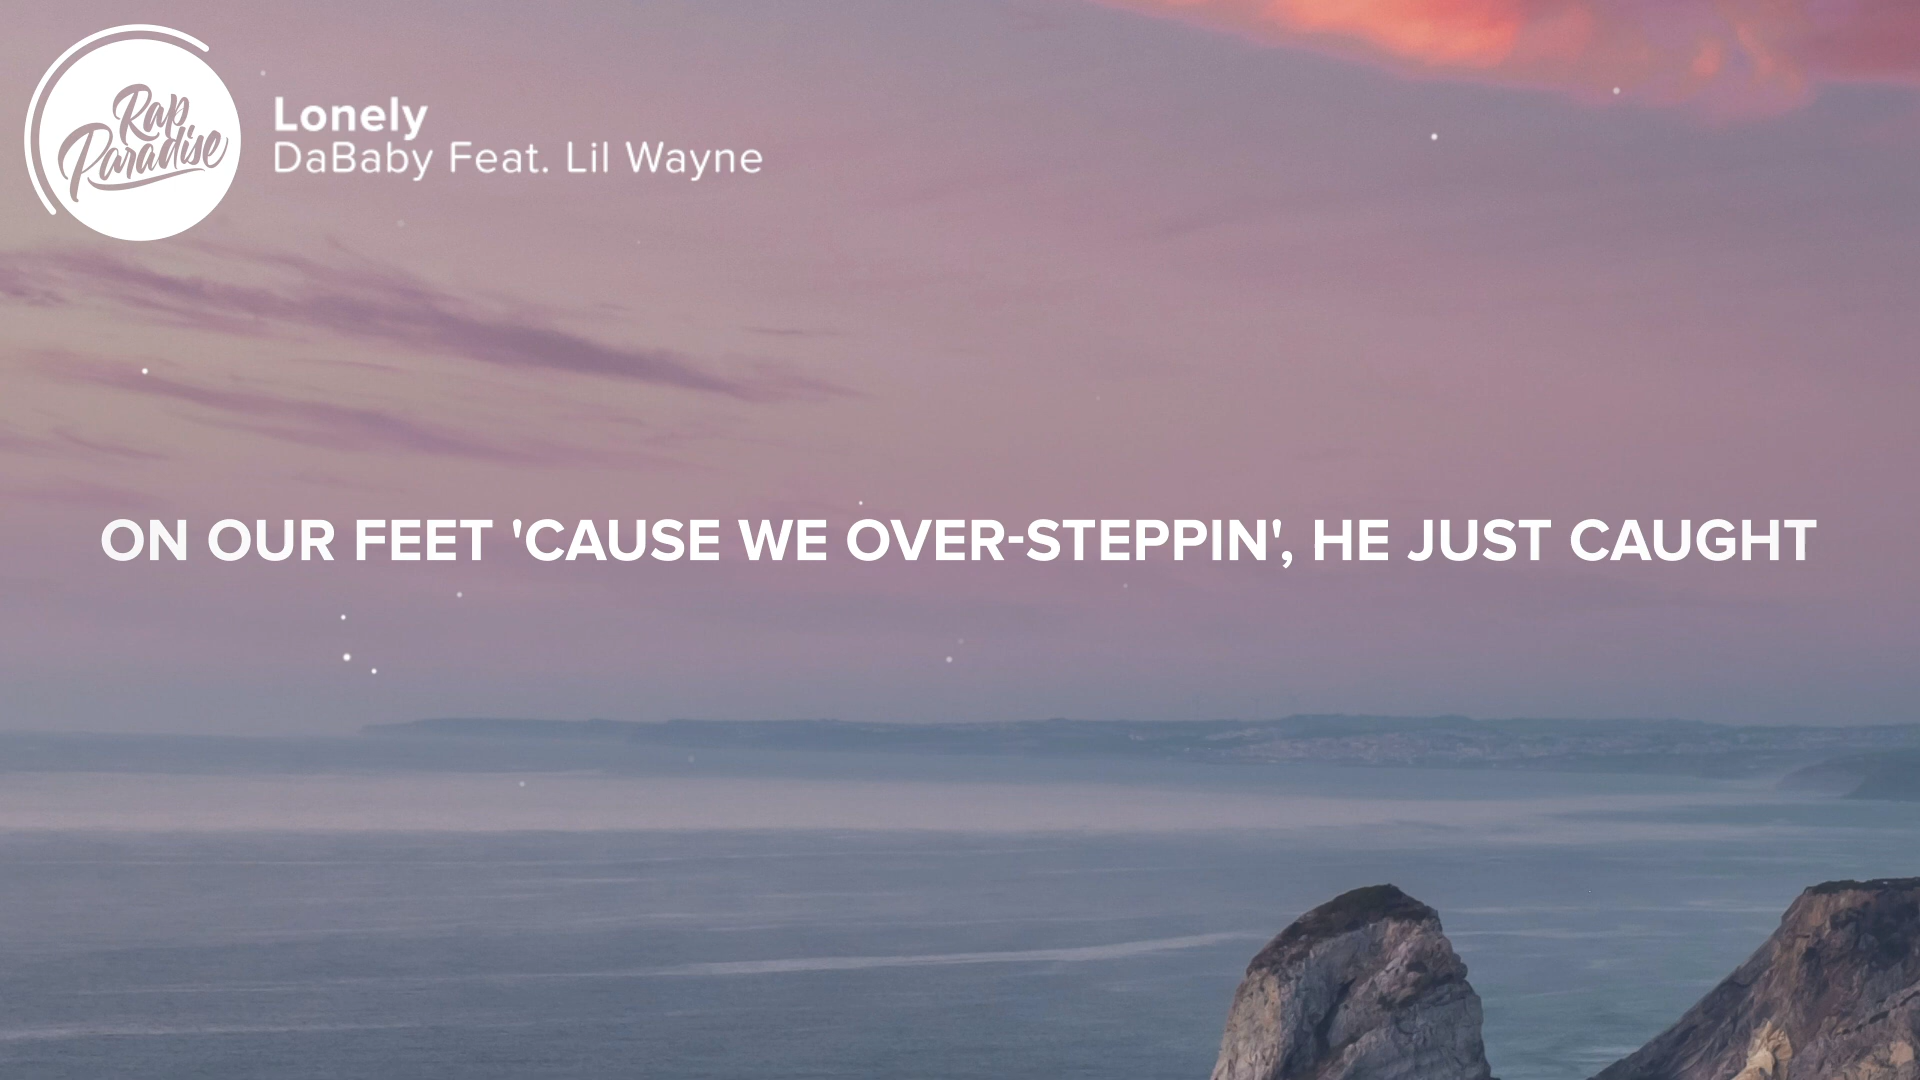 Rap
Paradise
Lonely
DaBaby Feat. Lil Wayne
ON OUR FEET 'CAUSE WE OVER-STEPPIN', HE JUST CAUGHT